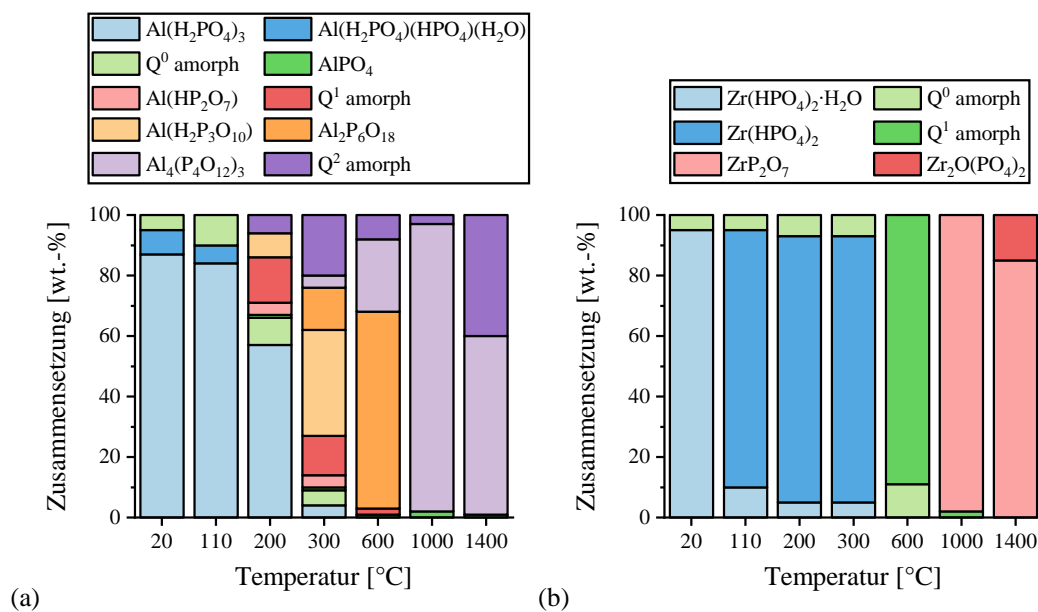 Al(H₂PO₄)₃ Al(H₂PO₄)(HPO₄)(H₂O)
Q⁰ amorph AlPO₄
Al(HP₂O₇) Q¹ amorph
Al(H₂P₃O₁₀) Al₂P₆O₁₈
Al₄(P₄O₁₂)₃ Q² amorph
100
80
60
40
20
0
Zusammensetzung [wt.-%]
20 110 200 300 600 1000 1400
Temperatur [°C]
(a)
Zr(HPO₄)₂·H₂O Q⁰ amorph
Zr(HPO₄)₂ Q¹ amorph
ZrP₂O₇ Zr₂O(PO₄)₂
100
80
60
40
20
0
Zusammensetzung [wt.-%]
20 110 200 300 600 1000 1400
Temperatur [°C]
(b)